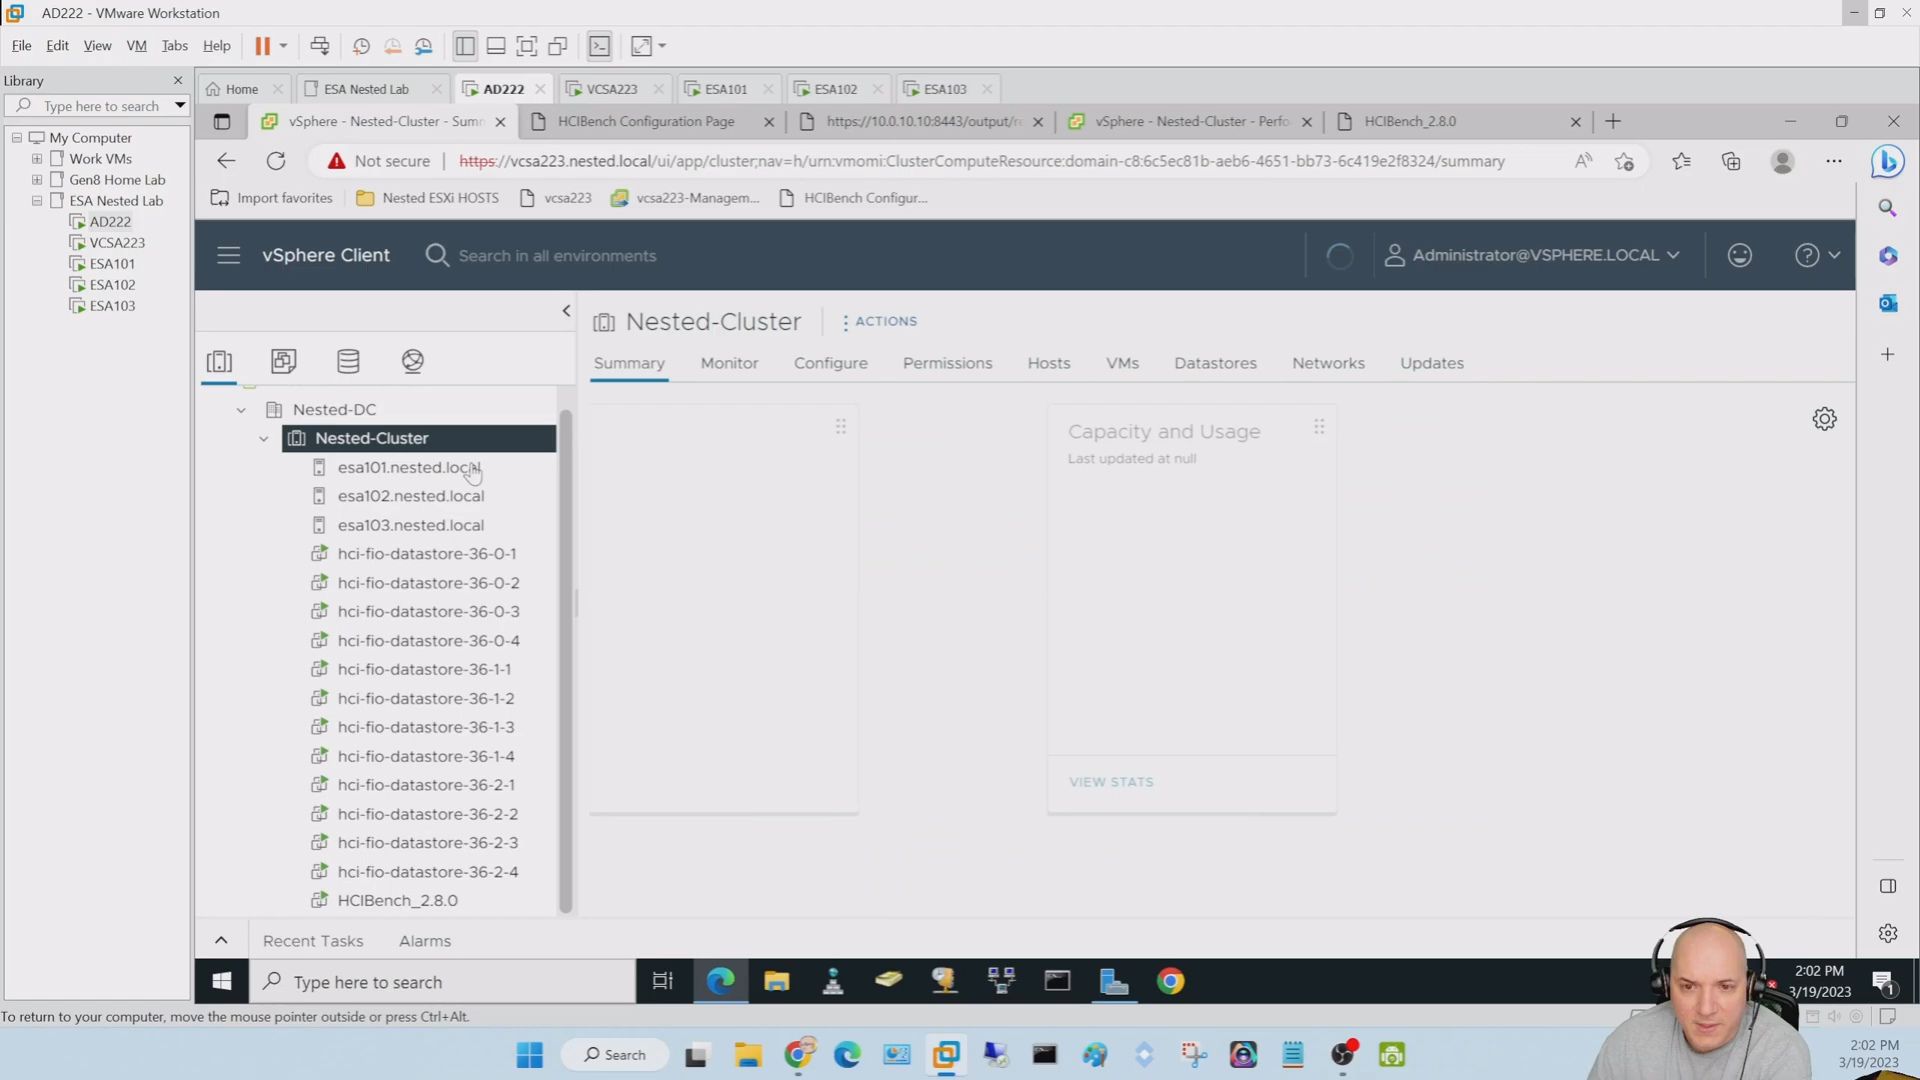 AD222 - VMware Workstation
File Edit View VM Tabs Help
Library
Type here to search
My Computer
Work VMs
Gen8 Home Lab
ESA Nested Lab
AD222
VCSA223
ESA101
ESA102
ESA103
Home
ESA Nested Lab
AD222
VCSA223
ESA101
ESA102
ESA103
vSphere - Nested-Cluster - Summ
HCIBench Configuration Page
https://10.0.10.10:8443/output/re
vSphere - Nested-Cluster - Perfo
HCIBench_2.8.0
Not secure
https://vcsa223.nested.local/ui/app/cluster;nav=h/urn:vmomi:ClusterComputeResource:domain-c8:6c5ec81b-aeb6-4651-bb73-6c419e2f8324/summary
Import favorites
Nested ESXi HOSTS
vcsa223
vcsa223-Managem...
HCIBench Configur...
vSphere Client
Search in all environments
Administrator@VSPHERE.LOCAL
Nested-DC
Nested-Cluster
esa101.nested.local
esa102.nested.local
esa103.nested.local
hci-fio-datastore-36-0-1
hci-fio-datastore-36-0-2
hci-fio-datastore-36-0-3
hci-fio-datastore-36-0-4
hci-fio-datastore-36-1-1
hci-fio-datastore-36-1-2
hci-fio-datastore-36-1-3
hci-fio-datastore-36-1-4
hci-fio-datastore-36-2-1
hci-fio-datastore-36-2-2
hci-fio-datastore-36-2-3
hci-fio-datastore-36-2-4
HCIBench_2.8.0
Nested-Cluster
ACTIONS
Summary Monitor Configure Permissions Hosts VMs Datastores Networks Updates
Capacity and Usage
Last updated at null
VIEW STATS
Recent Tasks Alarms
Type here to search
2:02 PM
3/19/2023
1
To return to your computer, move the mouse pointer outside or press Ctrl+Alt.
Search
2:02 PM
3/19/2023